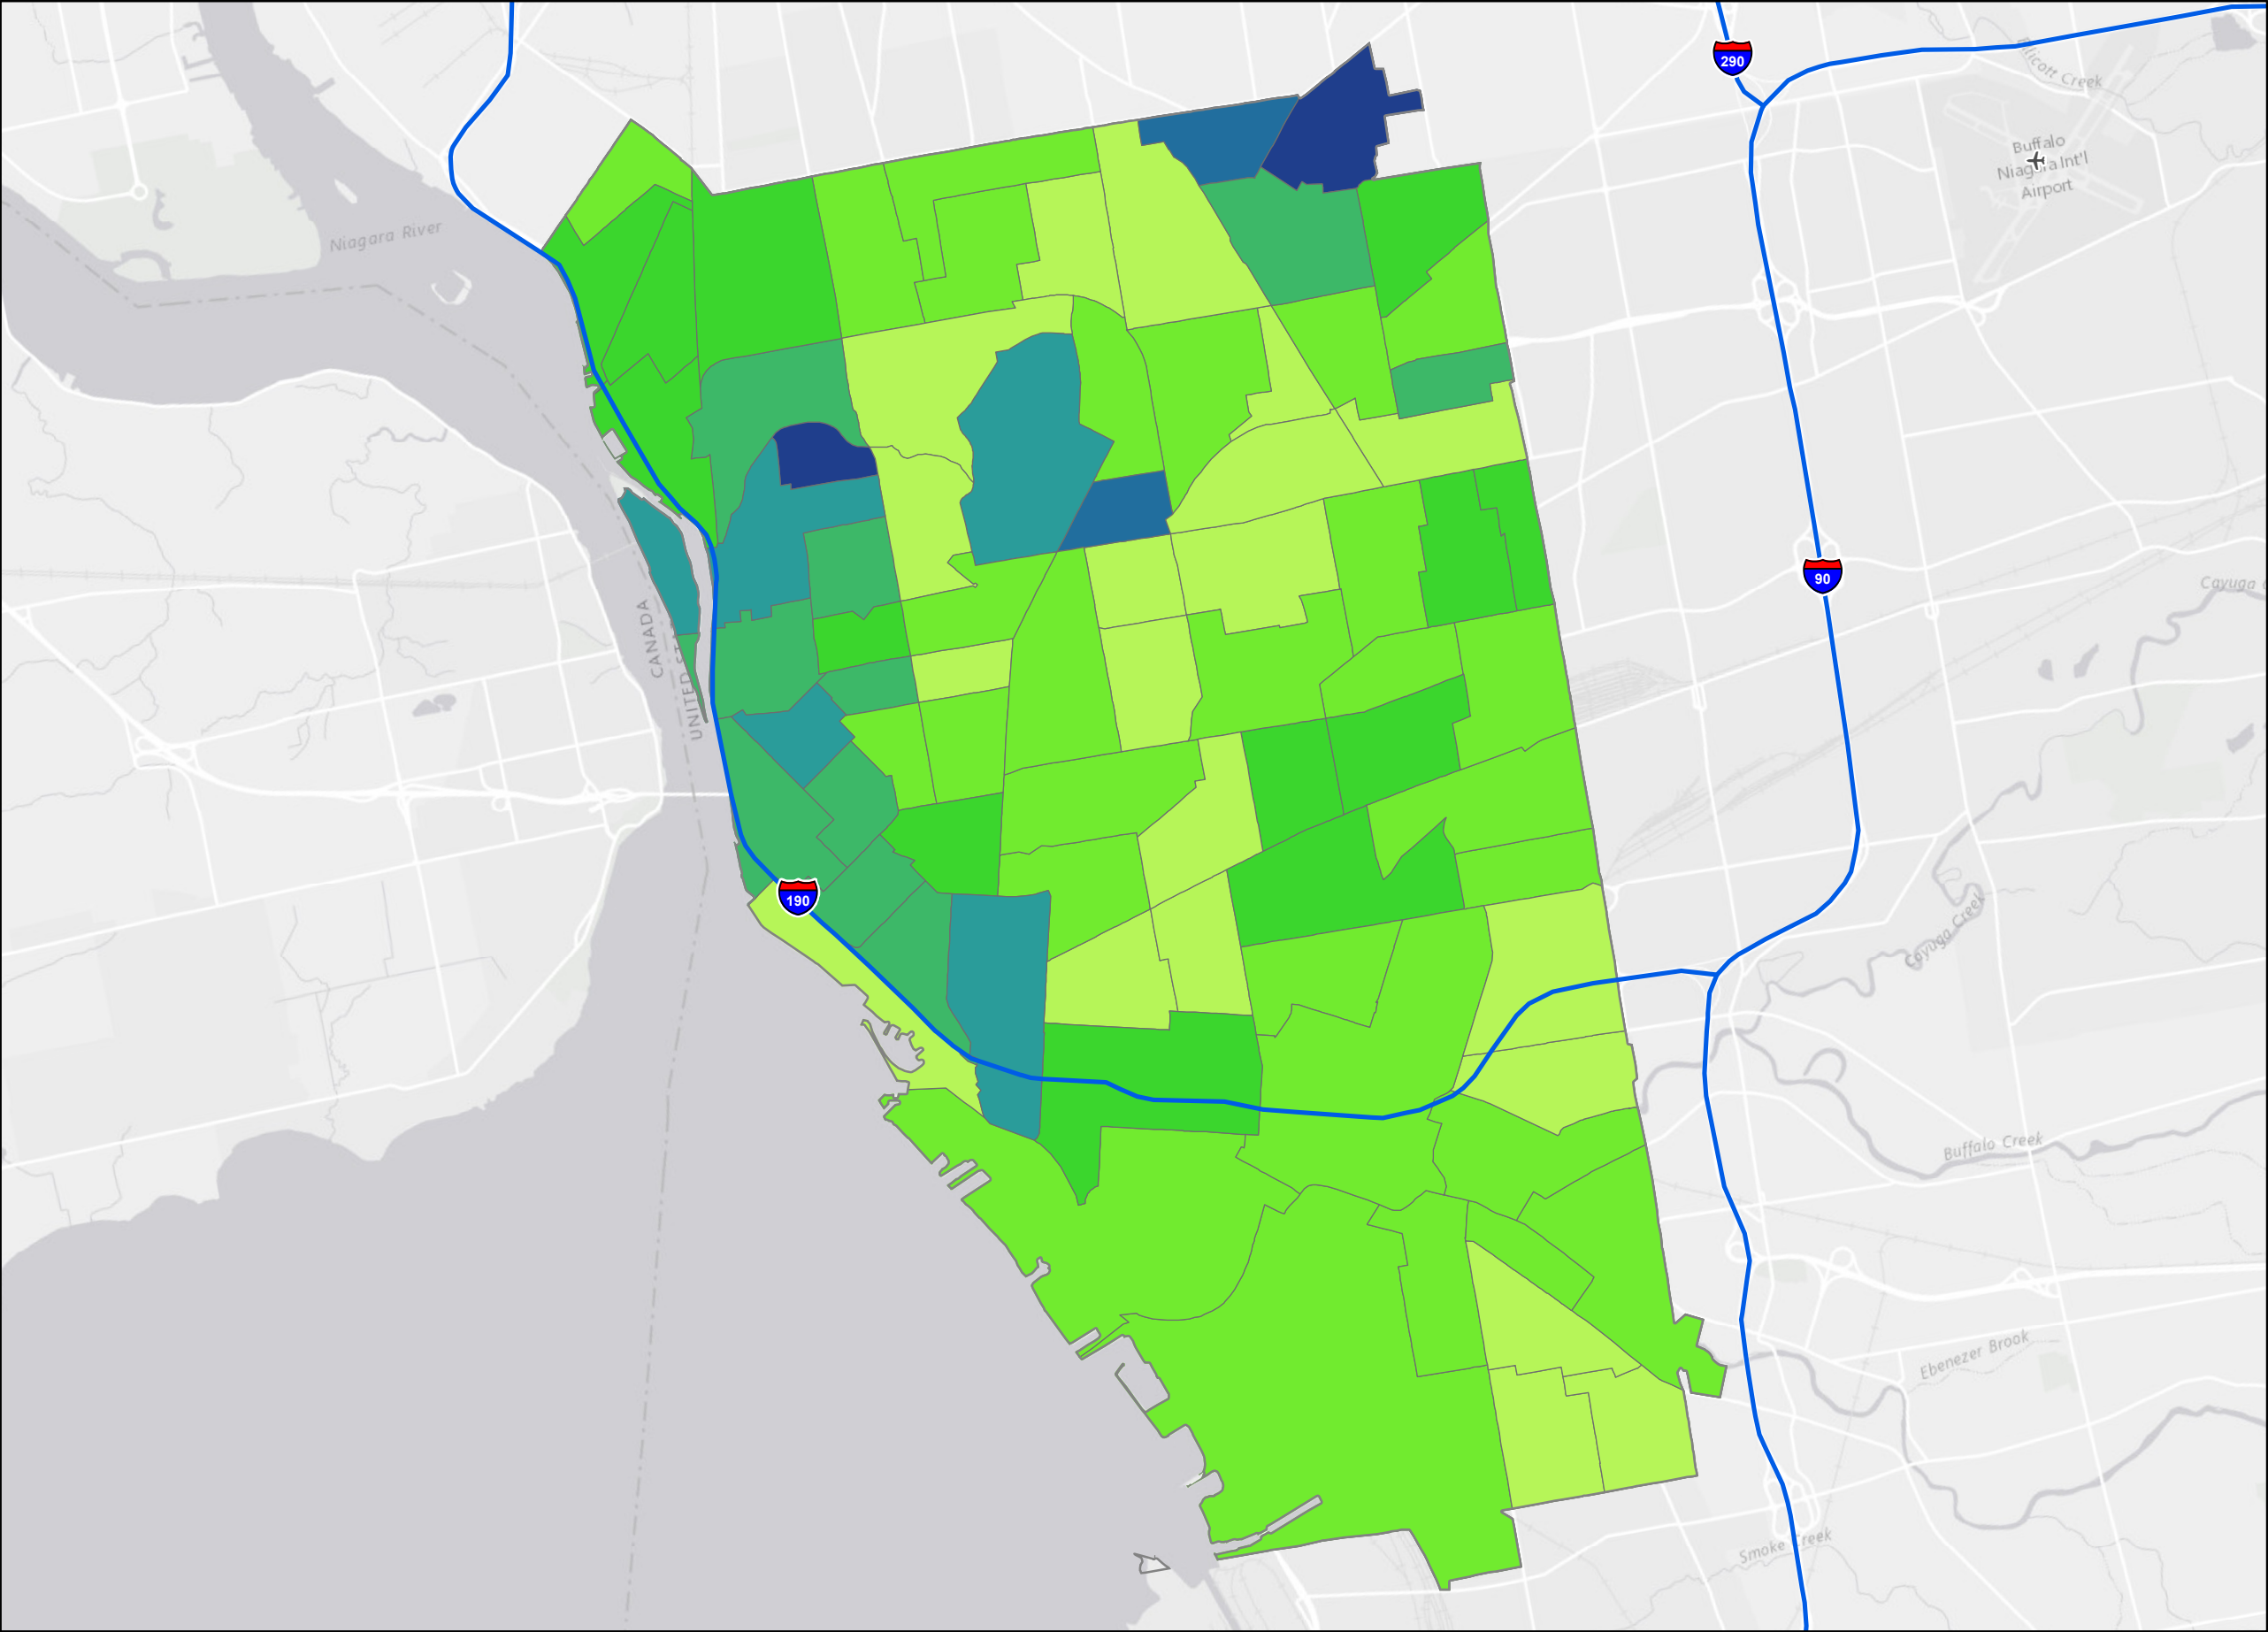 290
Ellicott Creek
Buffalo
Niagara Int'l
Airport
Niagara River
90
Cayuga
CANADA
UNITED
190
Cayuga Creek
Buffalo Creek
Ebenezer Brook
Smoke Creek